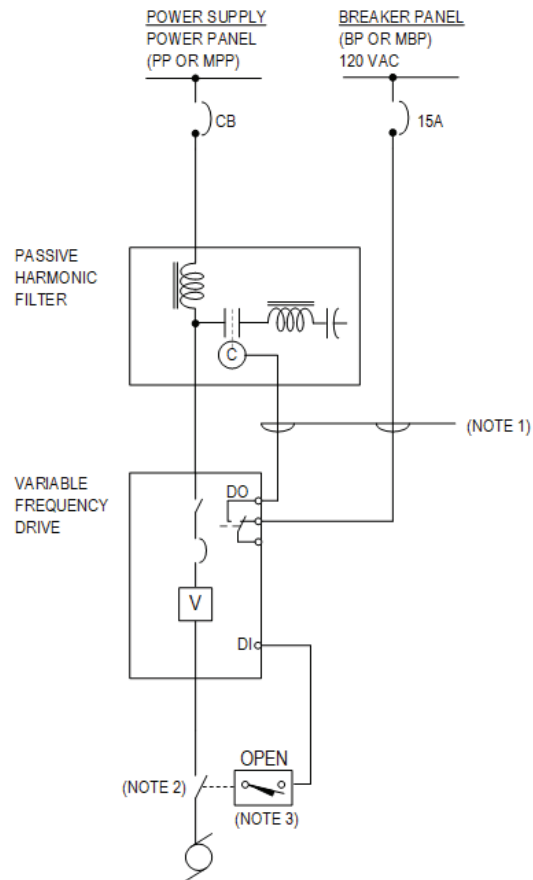 POWER SUPPLY
POWER PANEL
(PP OR MPP)
BREAKER PANEL
(BP OR MBP)
120 VAC
CB
15A
PASSIVE
HARMONIC
FILTER
C
(NOTE 1)
VARIABLE
FREQUENCY
DRIVE
DO
V
DI
OPEN
(NOTE 2)
(NOTE 3)